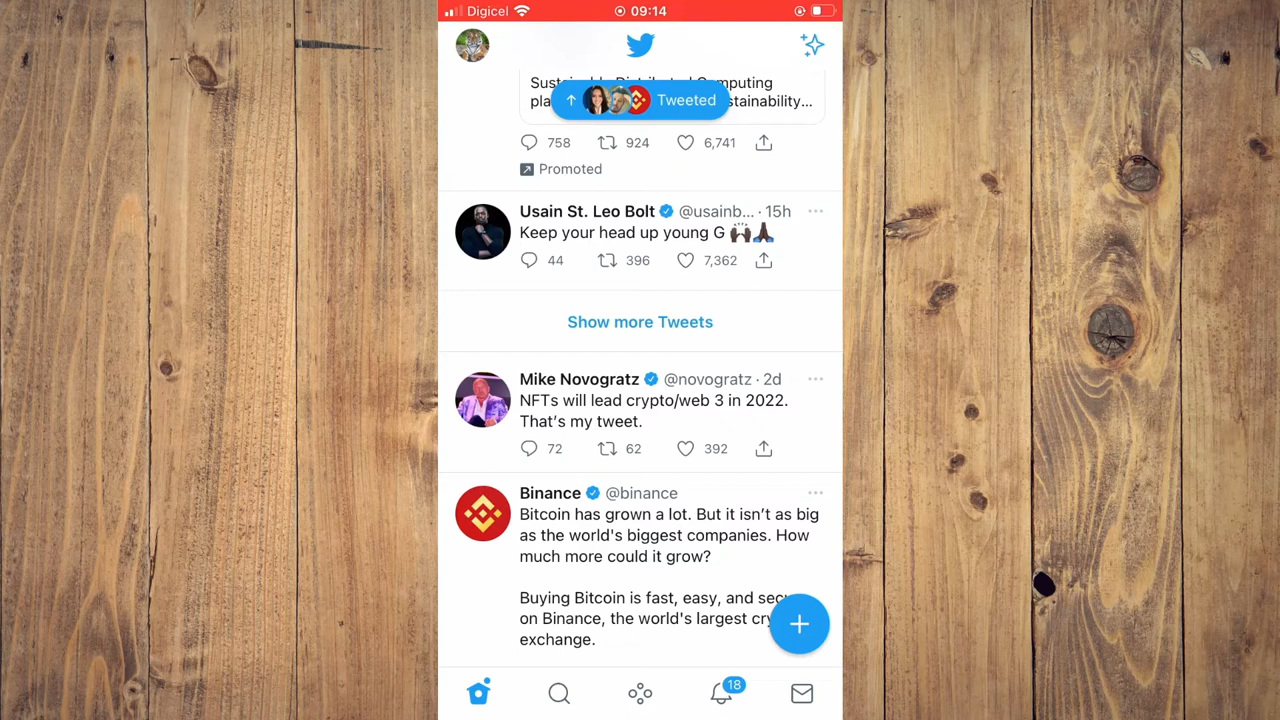 Digicel
09:14
Computing
pla
stainability...
Tweeted
758 924 6,741
Promoted
Usain St. Leo Bolt @usainb... · 15h
Keep your head up young G 🙌🏿🙏🏿
44 396 7,362
Show more Tweets
Mike Novogratz @novogratz · 2d
NFTs will lead crypto/web 3 in 2022.
That's my tweet.
72 62 392
Binance @binance
Bitcoin has grown a lot. But it isn't as big
as the world's biggest companies. How
much more could it grow?
Buying Bitcoin is fast, easy, and secu
on Binance, the world's largest cry
exchange.
18